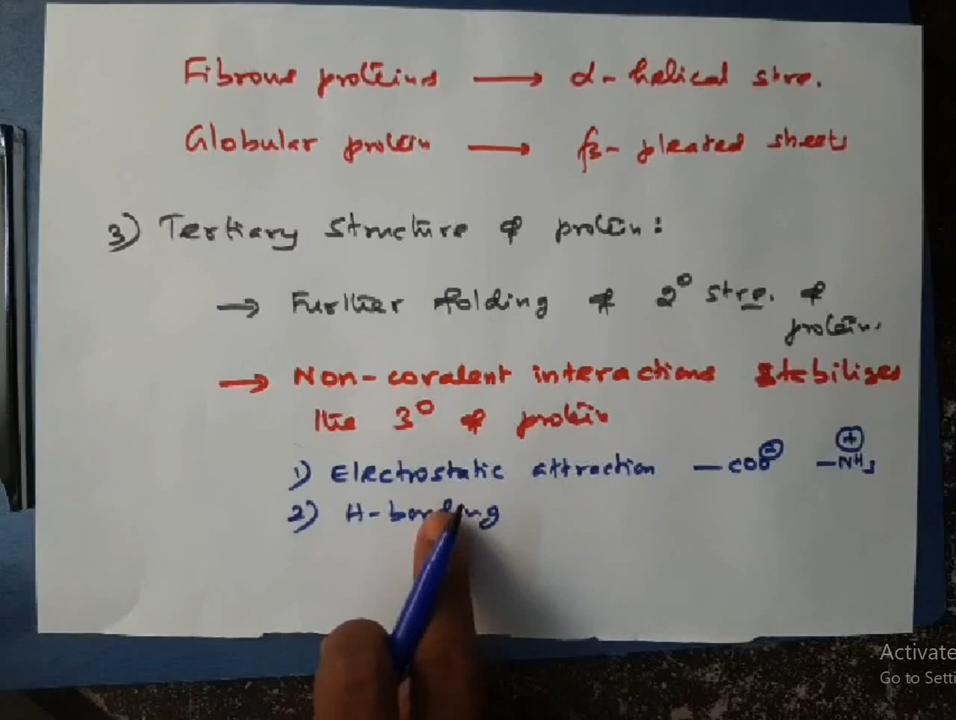 Fibrous proteins → α-helical stre.
Globular protein → β-pleated sheets
3) Tertiary structure of protein:
→ Further folding of 2° stre. of
protein.
→ Non-covalent interactions stebilizes
the 3° of protein
1) Electrostatic attraction —COO⊖ —NH3⊕
2) H-bonding
Activate
Go to Setti